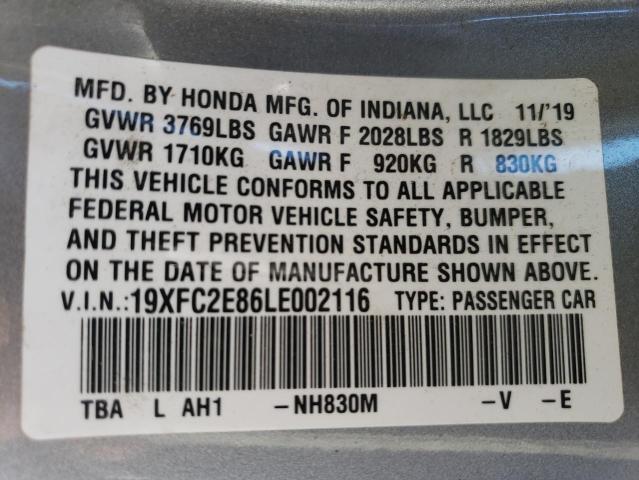 MFD. BY HONDA MFG. OF INDIANA, LLC 11/'19
GVWR 3769LBS GAWR F 2028LBS R 1829LBS
GVWR 1710KG GAWR F 920KG R 830KG
THIS VEHICLE CONFORMS TO ALL APPLICABLE
FEDERAL MOTOR VEHICLE SAFETY, BUMPER,
AND THEFT PREVENTION STANDARDS IN EFFECT
ON THE DATE OF MANUFACTURE SHOWN ABOVE.
V.I.N.:19XFC2E86LE002116 TYPE: PASSENGER CAR
TBA L AH1 -NH830M -V -E